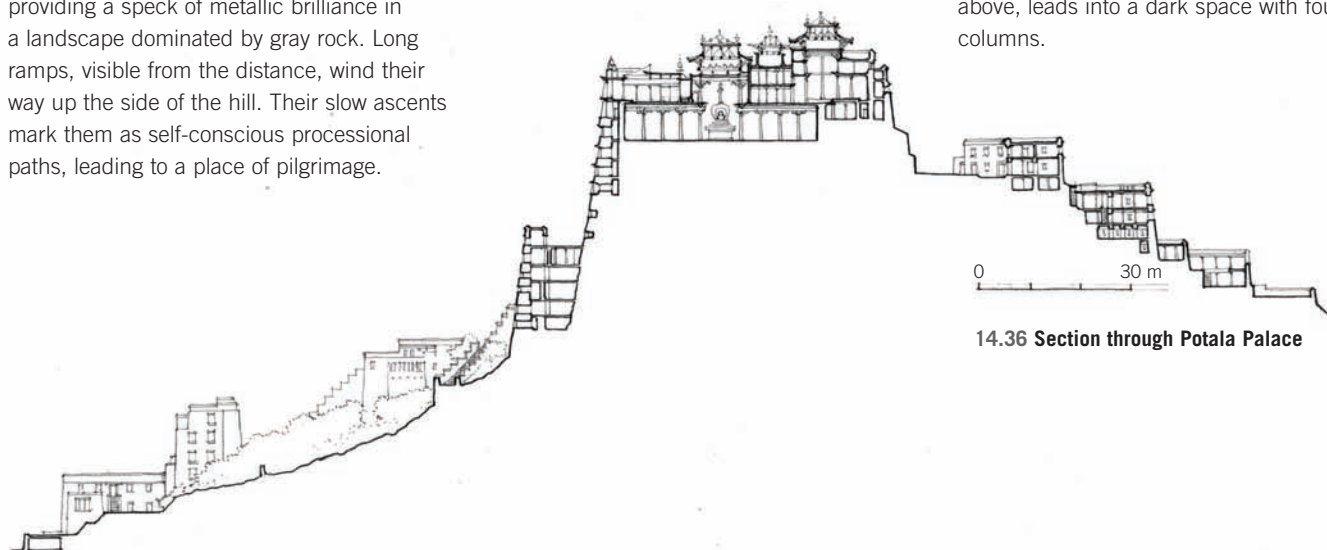 providing a speck of metallic brilliance in
a landscape dominated by gray rock. Long
ramps, visible from the distance, wind their
way up the side of the hill. Their slow ascents
mark them as self-conscious processional
paths, leading to a place of pilgrimage.
above, leads into a dark space with
columns.
0 30 m
14.36 Section through Potala Palace